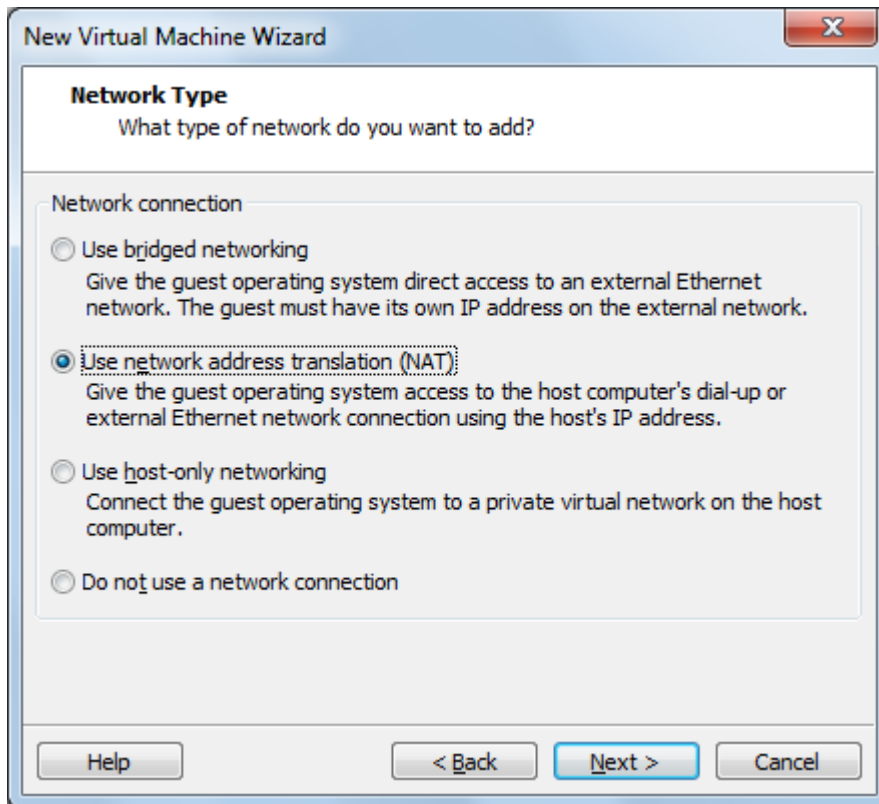 New Virtual Machine Wizard
Network Type
What type of network do you want to add?
Network connection
Use bridged networking
Give the guest operating system direct access to an external Ethernet
network. The guest must have its own IP address on the external network.
Use network address translation (NAT)
Give the guest operating system access to the host computer's dial-up or
external Ethernet network connection using the host's IP address.
Use host-only networking
Connect the guest operating system to a private virtual network on the host
computer.
Do not use a network connection
Help
< Back
Next >
Cancel